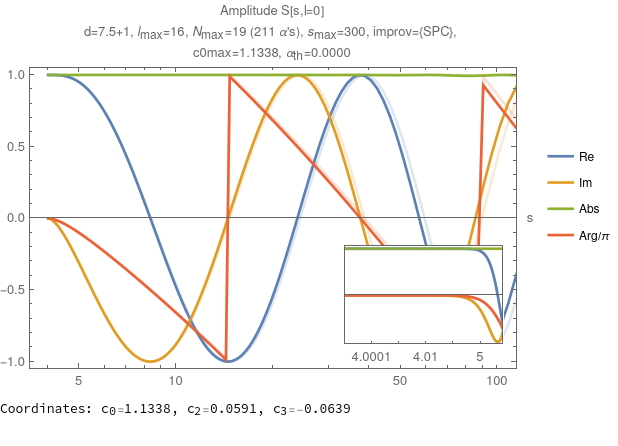 Amplitude S[s,l=0]
d=7.5+1, lmax=16, Nmax=19 (211 α's), smax=300, improv={SPC},
c0max=1.1338, αth=0.0000
1.0
0.5
0.0
−0.5
−1.0
s
Re
Im
Abs
Arg/π
4.0001 4.01 5
5 10 50 100
Coordinates: c0=1.1338, c2=0.0591, c3=−0.0639